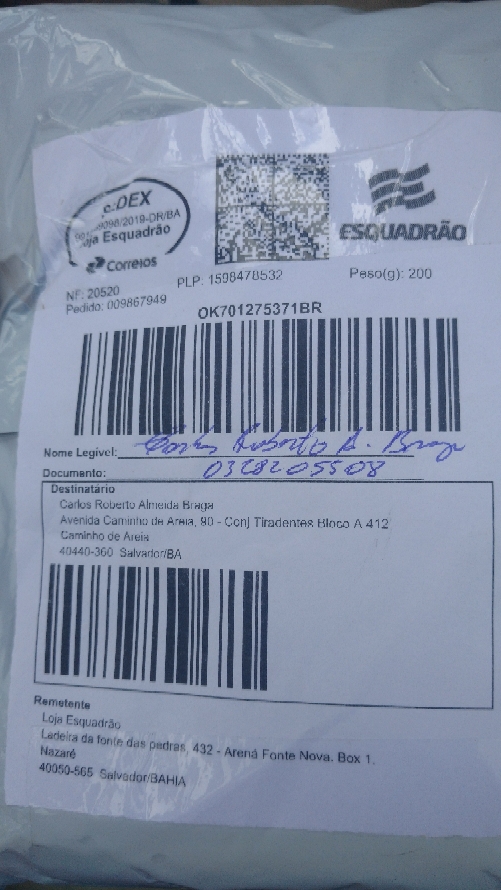 e-DEX
/2019-DR/BA
Loja Esquadrão
Correios
ESQUADRÃO
NF: 20520
PLP: 1598478532
Peso(g): 200
Pedido: 009867949
OK701275371BR
Nome Legível: Carlos Roberto A. Braga
Documento: 0328205508
Destinatário
Carlos Roberto Almeida Braga
Avenida Caminho de Areia, 90 - Conj Tiradentes Bloco A 412
Caminho de Areia
40440-360 Salvador/BA
Remetente
Loja Esquadrão
Ladeira da fonte das pedras, 432 - Arena Fonte Nova. Box 1,
Nazaré
40050-565 Salvador/BAHIA